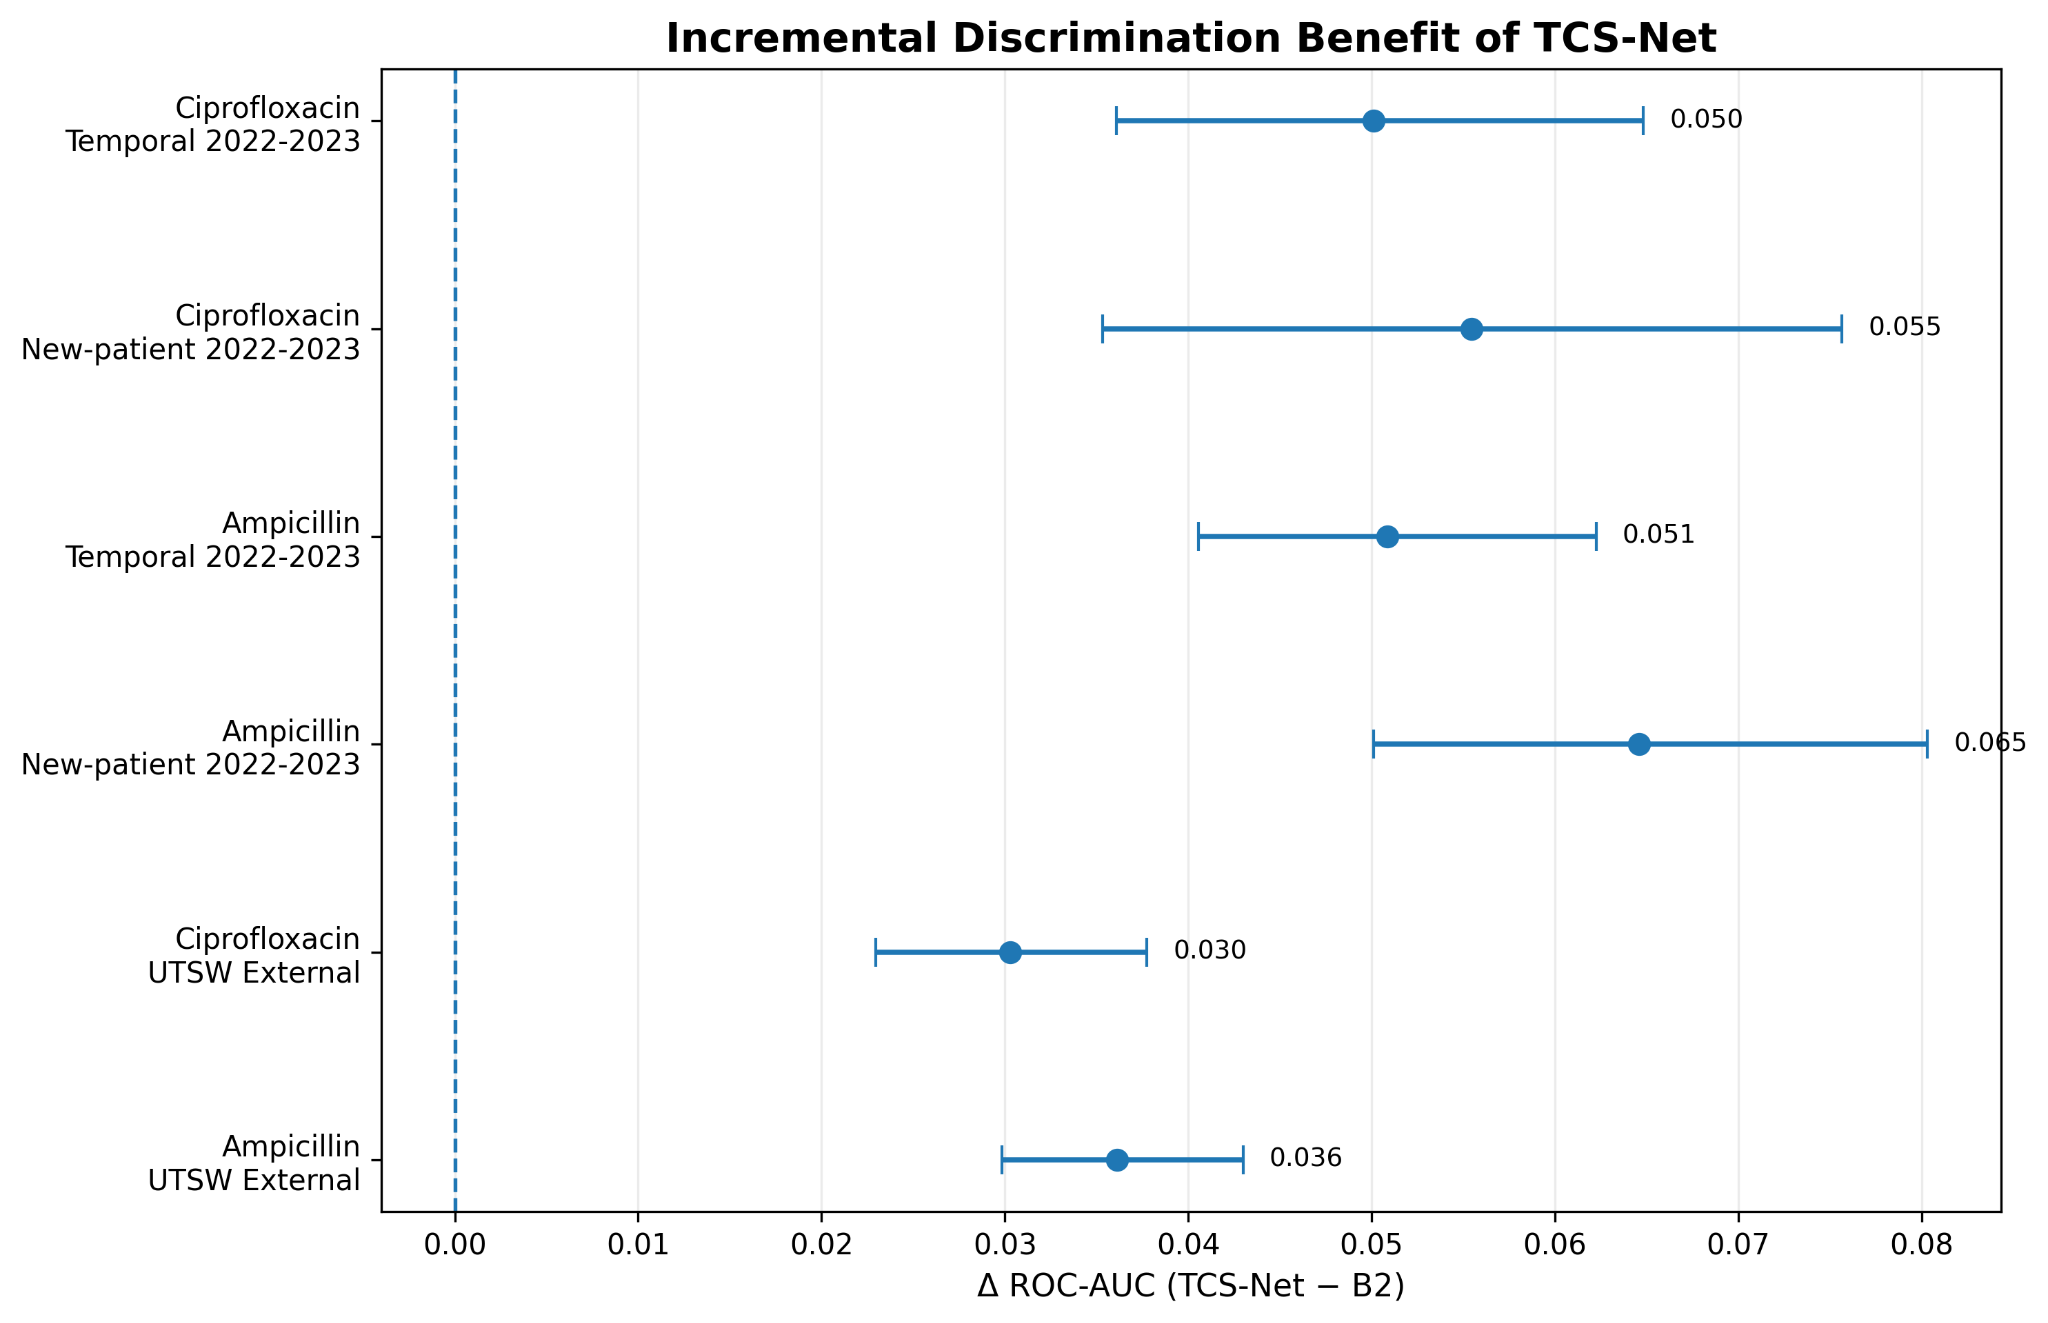 Incremental Discrimination Benefit of TCS-Net
Ciprofloxacin
Temporal 2022-2023
0.050
Ciprofloxacin
New-patient 2022-2023
0.055
Ampicillin
Temporal 2022-2023
0.051
Ampicillin
New-patient 2022-2023
0.065
Ciprofloxacin
UTSW External
0.030
Ampicillin
UTSW External
0.036
0.00 0.01 0.02 0.03 0.04 0.05 0.06 0.07 0.08
Δ ROC-AUC (TCS-Net − B2)